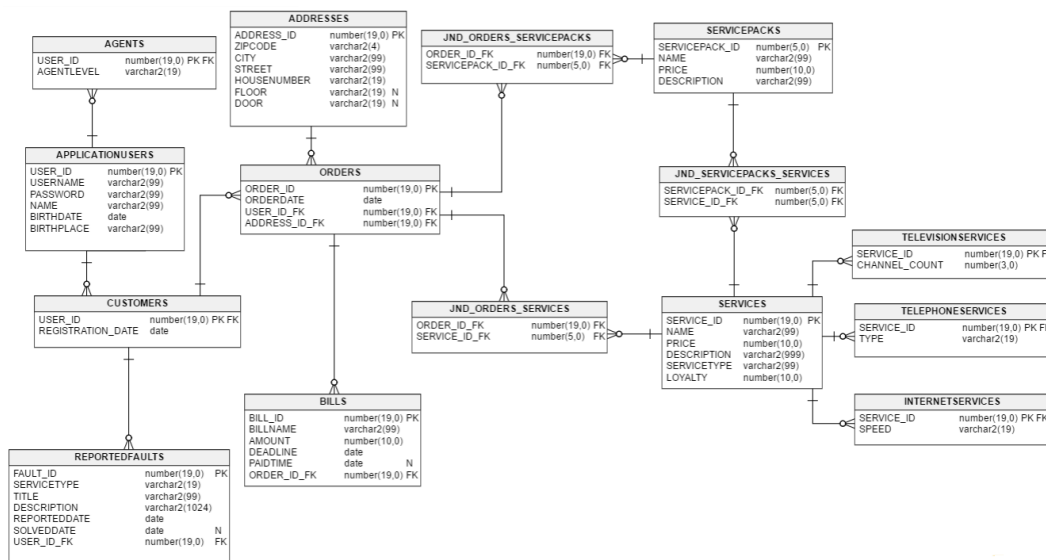 AGENTS
USER_ID number(19,0) PK FK
AGENTLEVEL varchar2(19)
ADDRESSES
ADDRESS_ID number(19,0) PK
ZIPCODE varchar2(4)
CITY varchar2(99)
STREET varchar2(99)
HOUSENUMBER varchar2(19)
FLOOR varchar2(19) N
DOOR varchar2(19) N
JND_ORDERS_SERVICEPACKS
ORDER_ID_FK number(19,0) FK
SERVICEPACK_ID_FK number(5,0) FK
SERVICEPACKS
SERVICEPACK_ID number(5,0) PK
NAME varchar2(99)
PRICE number(10,0)
DESCRIPTION varchar2(99)
APPLICATIONUSERS
USER_ID number(19,0) PK
USERNAME varchar2(99)
PASSWORD varchar2(99)
NAME varchar2(99)
BIRTHDATE date
BIRTHPLACE varchar2(99)
ORDERS
ORDER_ID number(19,0) PK
ORDERDATE date
USER_ID_FK number(19,0) FK
ADDRESS_ID_FK number(19,0) FK
JND_SERVICEPACKS_SERVICES
SERVICEPACK_ID_FK number(5,0) FK
SERVICE_ID_FK number(5,0) FK
TELEVISIONSERVICES
SERVICE_ID number(19,0) PK F
CHANNEL_COUNT number(3,0)
CUSTOMERS
USER_ID number(19,0) PK FK
REGISTRATION_DATE date
JND_ORDERS_SERVICES
ORDER_ID_FK number(19,0) FK
SERVICE_ID_FK number(5,0) FK
SERVICES
SERVICE_ID number(19,0) PK
NAME varchar2(99)
PRICE number(10,0)
DESCRIPTION varchar2(999)
SERVICETYPE varchar2(99)
LOYALTY number(10,0)
TELEPHONESERVICES
SERVICE_ID number(19,0) PK FK
TYPE varchar2(19)
INTERNETSERVICES
SERVICE_ID number(19,0) PK FK
SPEED varchar2(19)
BILLS
BILL_ID number(19,0) PK
BILLNAME varchar2(99)
AMOUNT number(10,0)
DEADLINE date
PAIDTIME date N
ORDER_ID_FK number(19,0) FK
REPORTEDFAULTS
FAULT_ID number(19,0) PK
SERVICETYPE varchar2(19)
TITLE varchar2(99)
DESCRIPTION varchar2(1024)
REPORTEDDATE date
SOLVEDDATE date N
USER_ID_FK number(19,0) FK